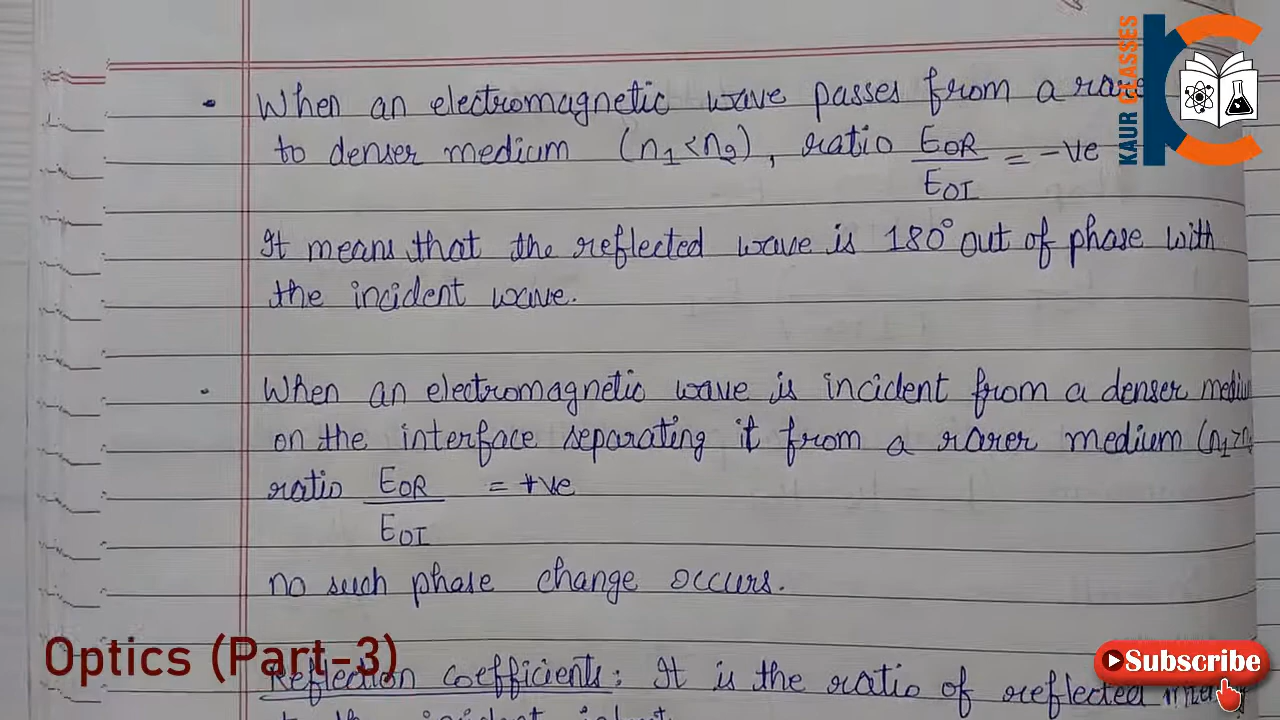 KAUR CLASSES
• When an electromagnetic wave passes from a
to denser medium (n1<n2), ratio EOR/EOI = -ve
It means that the reflected wave is 180° out of phase with
the incident wave.
• When an electromagnetic wave is incident from a denser
on the interface separating it from a rarer medium
ratio EOR/EOI = +ve
no such phase change occurs.
Optics (Part-3)
Reflection coefficients: It is the ratio of reflected
Subscribe